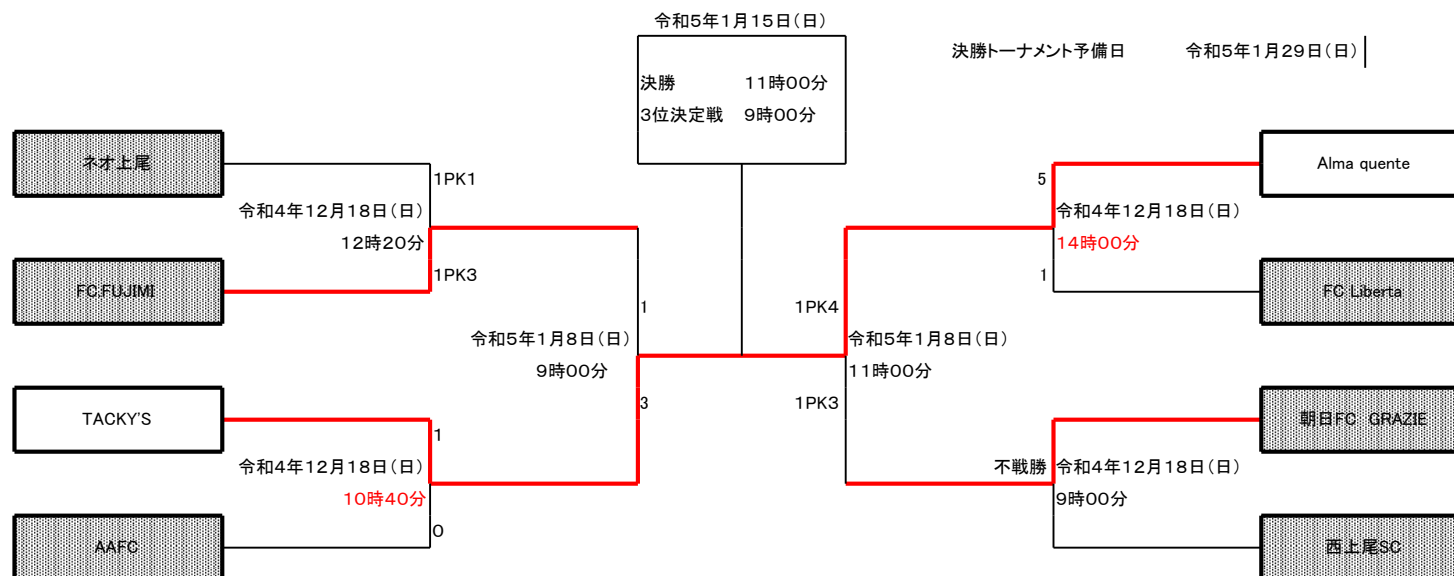 令和5年1月15日(日)
決勝トーナメント予備日 令和5年1月29日(日)
決勝 11時00分
3位決定戦 9時00分
ネオ上尾
1PK1
令和4年12月18日(日)
12時20分
FC.FUJIMI
1PK3
1
令和5年1月8日(日)
9時00分
3
TACKY'S
1
令和4年12月18日(日)
10時40分
0
AAFC
Alma quente
5
令和4年12月18日(日)
14時00分
1
FC Liberta
1PK4
令和5年1月8日(日)
11時00分
1PK3
朝日FC GRAZIE
不戦勝
令和4年12月18日(日)
9時00分
西上尾SC